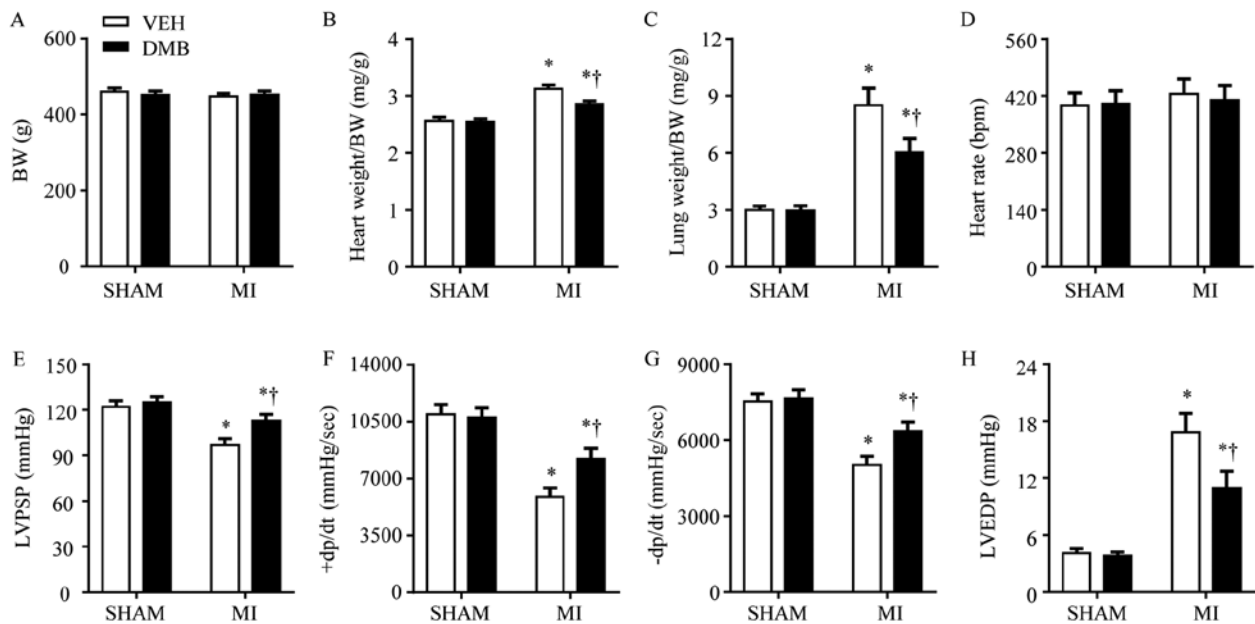 A
VEH
DMB
BW (g)
600
400
200
0
SHAM MI
B
Heart weight/BW (mg/g)
4
3
2
1
0
*
*†
SHAM MI
C
Lung weight/BW (mg/g)
12
9
6
3
0
*
*†
SHAM MI
D
Heart rate (bpm)
560
420
280
140
0
SHAM MI
E
LVPSP (mmHg)
150
120
90
60
30
0
*
*†
SHAM MI
F
+dp/dt (mmHg/sec)
14000
10500
7000
3500
0
*
*†
SHAM MI
G
-dp/dt (mmHg/sec)
9000
6000
3000
0
*
*†
SHAM MI
H
LVEDP (mmHg)
24
18
12
6
0
*
*†
SHAM MI